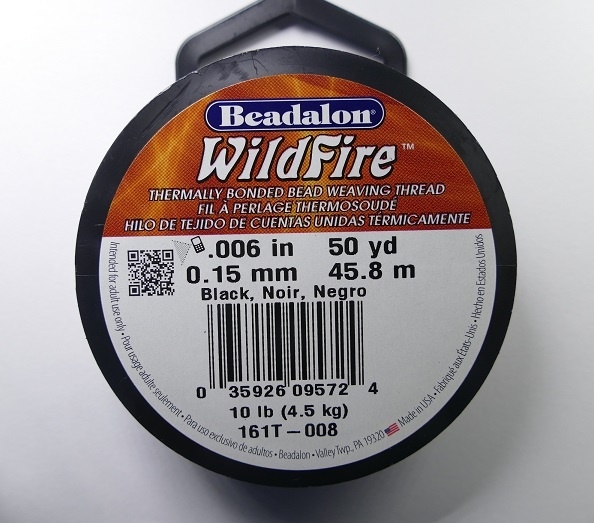 Beadalon®
WildFire™
THERMALLY BONDED BEAD WEAVING THREAD
FIL À PERLAGE THERMOSOUDÉ
HILO DE TEJIDO DE CUENTAS UNIDAS TÉRMICAMENTE
.006 in 50 yd
0.15 mm 45.8 m
Black, Noir, Negro
0 35926 09572 4
10 lb (4.5 kg)
161T-008
Intended for adult use only • Pour usage adulte seulement • Para uso exclusivo de adultos • Beadalon • Valley Twp., PA 19320 Made in USA • Fabriqué aux États-Unis • Hecho en Estados Unidos